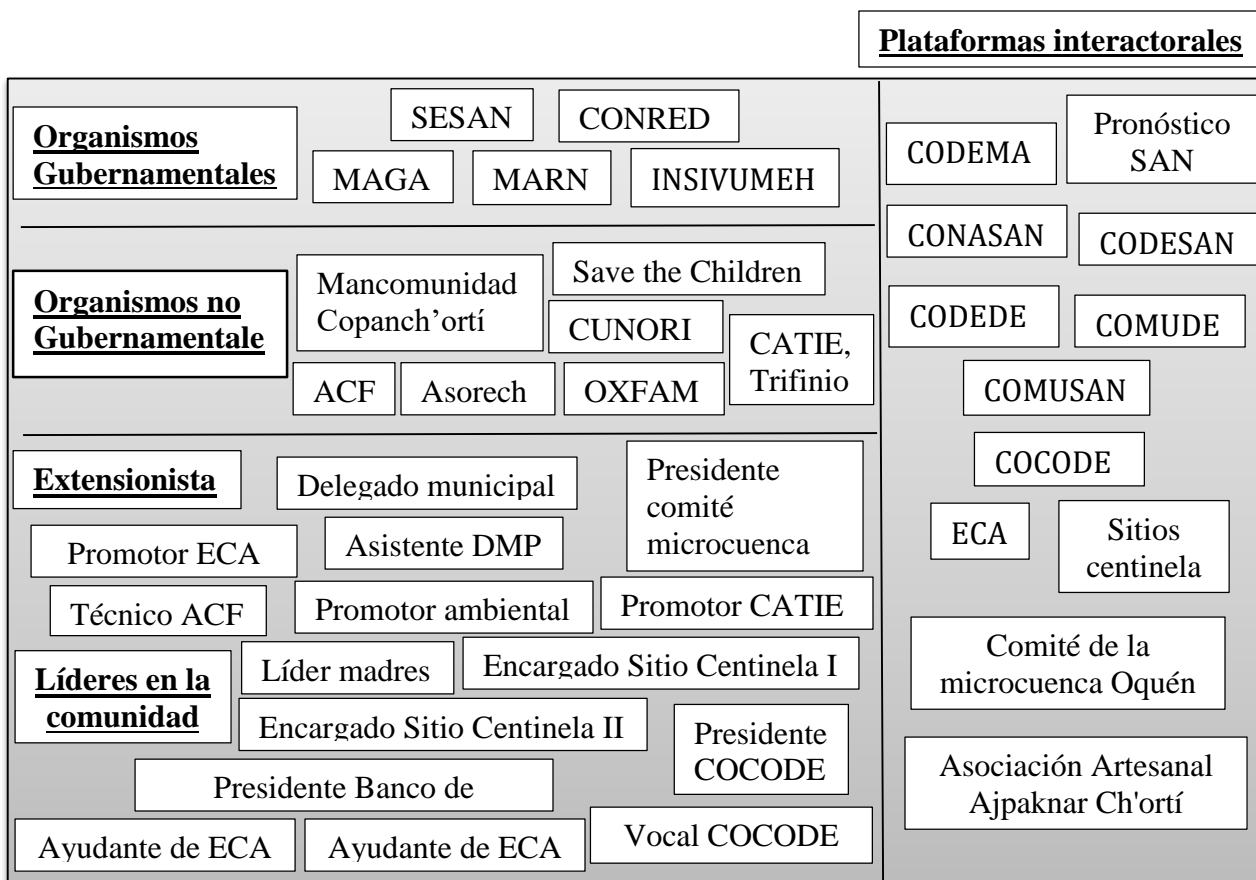 Plataformas interactorales
Organismos
Gubernamentales
SESAN
CONRED
MAGA
MARN
INSIVUMEH
Organismos no
Gubernamentale
Mancomunidad
Copanch’ortí
Save the Children
CUNORI
CATIE,
Trifinio
ACF
Asorech
OXFAM
Extensionista
Delegado municipal
Presidente
comité
microcuenca
Promotor ECA
Asistente DMP
Técnico ACF
Promotor ambiental
Promotor CATIE
Líderes en la
comunidad
Líder madres
Encargado Sitio Centinela I
Encargado Sitio Centinela II
Presidente
COCODE
Presidente Banco de
Ayudante de ECA
Ayudante de ECA
Vocal COCODE
CODEMA
Pronóstico
SAN
CONASAN
CODESAN
CODEDE
COMUDE
COMUSAN
COCODE
ECA
Sitios
centinela
Comité de la
microcuenca Oquén
Asociación Artesanal
Ajpaknar Ch'ortí